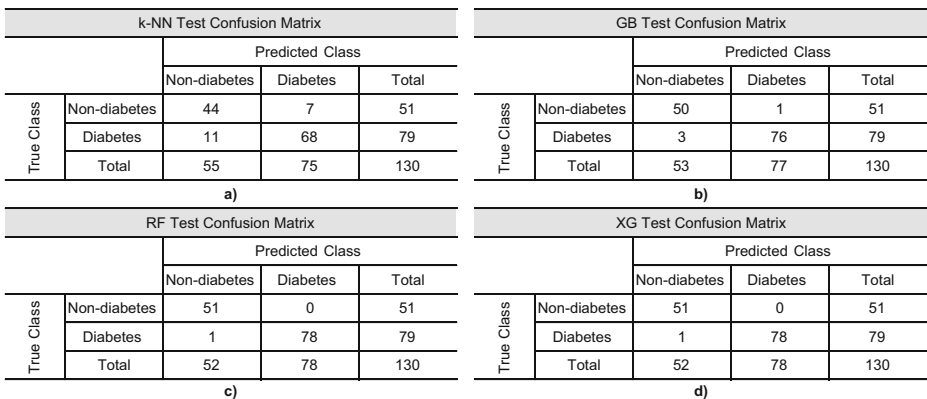 k-NN Test Confusion Matrix
Predicted Class
Non-diabetes Diabetes Total
True Class
Non-diabetes 44 7 51
Diabetes 11 68 79
Total 55 75 130
a)
GB Test Confusion Matrix
Predicted Class
Non-diabetes Diabetes Total
True Class
Non-diabetes 50 1 51
Diabetes 3 76 79
Total 53 77 130
b)
RF Test Confusion Matrix
Predicted Class
Non-diabetes Diabetes Total
True Class
Non-diabetes 51 0 51
Diabetes 1 78 79
Total 52 78 130
c)
XG Test Confusion Matrix
Predicted Class
Non-diabetes Diabetes Total
True Class
Non-diabetes 51 0 51
Diabetes 1 78 79
Total 52 78 130
d)